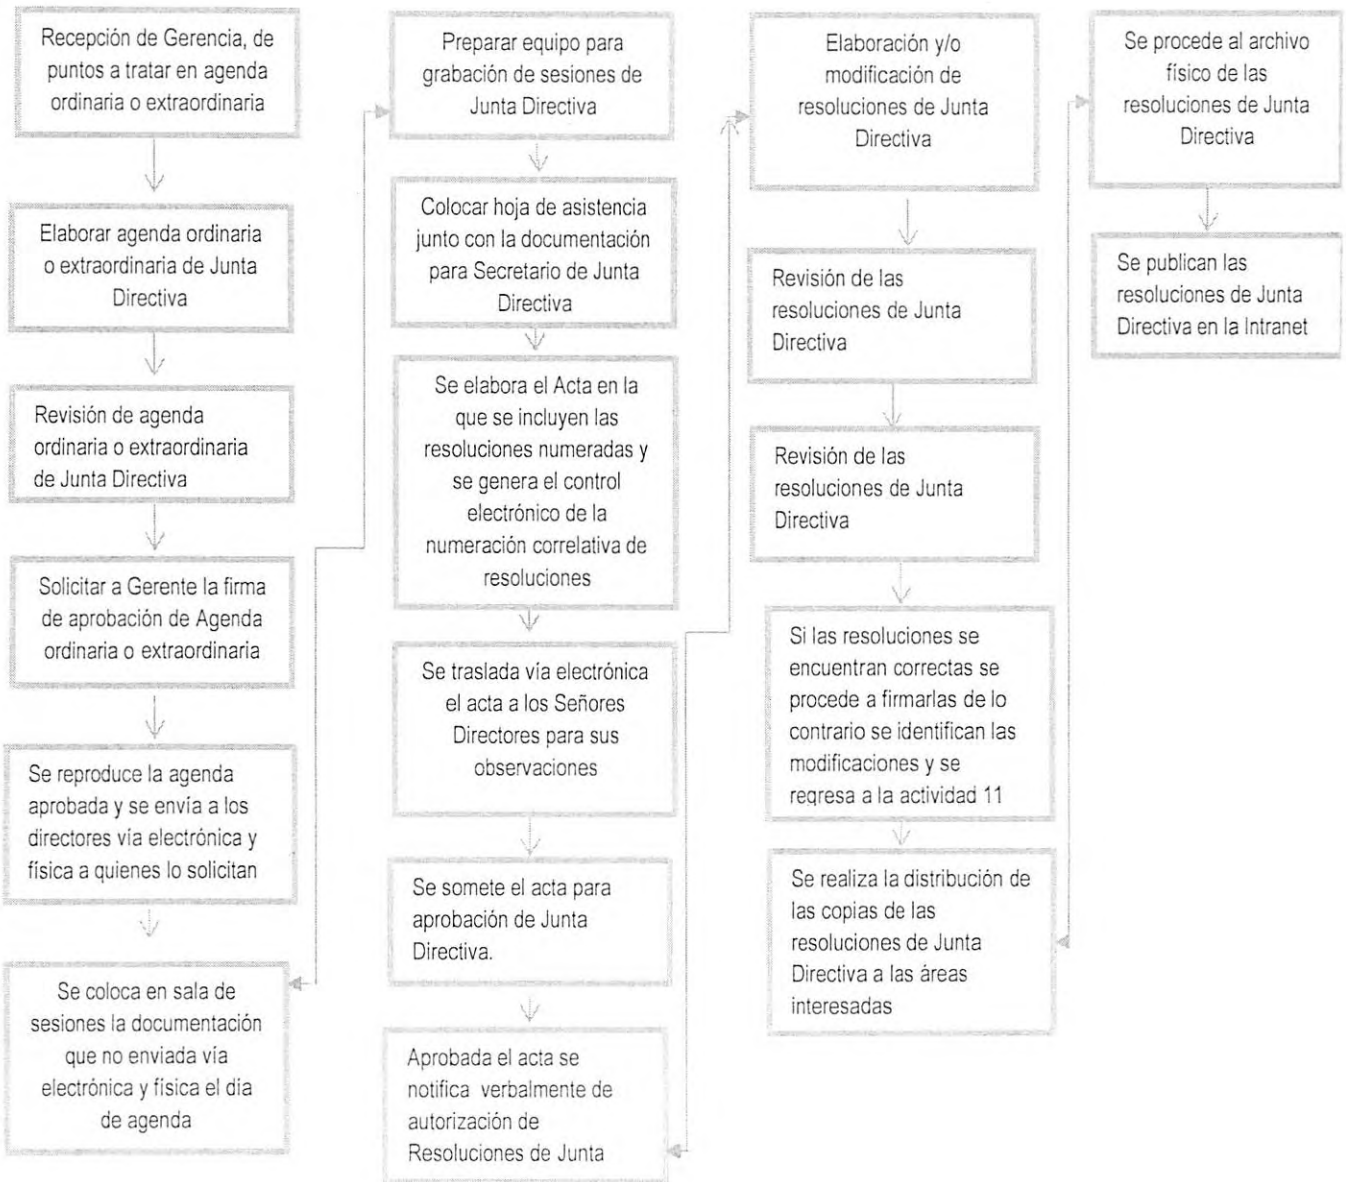 Recepción de Gerencia, de
puntos a tratar en agenda
ordinaria o extraordinaria
Elaborar agenda ordinaria
o extraordinaria de Junta
Directiva
Revisión de agenda
ordinaria o extraordinaria
de Junta Directiva
Solicitar a Gerente la firma
de aprobación de Agenda
ordinaria o extraordinaria
Se reproduce la agenda
aprobada y se envía a los
directores vía electrónica y
física a quienes lo solicitan
Se coloca en sala de
sesiones la documentación
que no enviada vía
electrónica y física el día
de agenda
Preparar equipo para
grabación de sesiones de
Junta Directiva
Colocar hoja de asistencia
junto con la documentación
para Secretario de Junta
Directiva
Se elabora el Acta en la
que se incluyen las
resoluciones numeradas y
se genera el control
electrónico de la
numeración correlativa de
resoluciones
Se traslada vía electrónica
el acta a los Señores
Directores para sus
observaciones
Se somete el acta para
aprobación de Junta
Directiva.
Aprobada el acta se
notifica verbalmente de
autorización de
Resoluciones de Junta
Elaboración y/o
modificación de
resoluciones de Junta
Directiva
Revisión de las
resoluciones de Junta
Directiva
Revisión de las
resoluciones de Junta
Directiva
Si las resoluciones se
encuentran correctas se
procede a firmarlas de lo
contrario se identifican las
modificaciones y se
regresa a la actividad 11
Se realiza la distribución de
las copias de las
resoluciones de Junta
Directiva a las áreas
interesadas
Se procede al archivo
físico de las
resoluciones de Junta
Directiva
Se publican las
resoluciones de Junta
Directiva en la Intranet